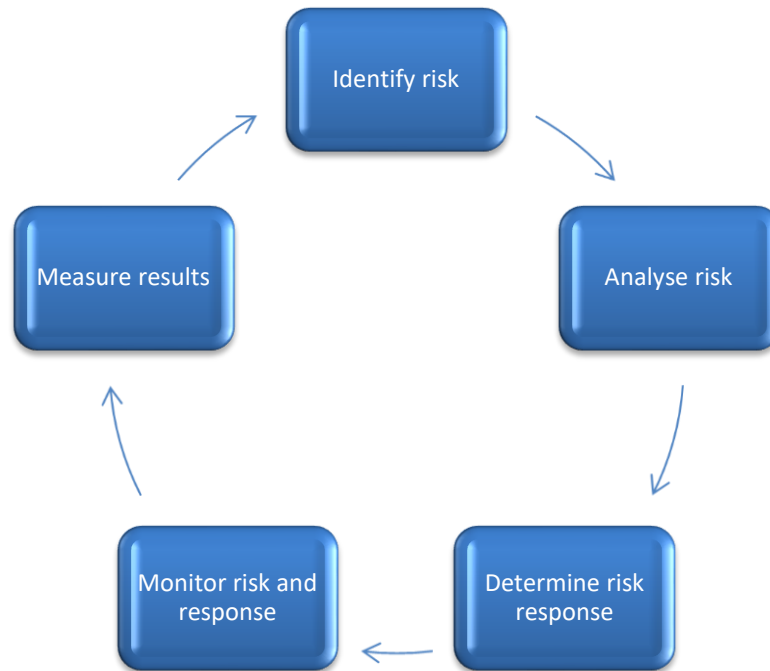 Identify risk
Analyse risk
Determine risk
response
Monitor risk and
response
Measure results